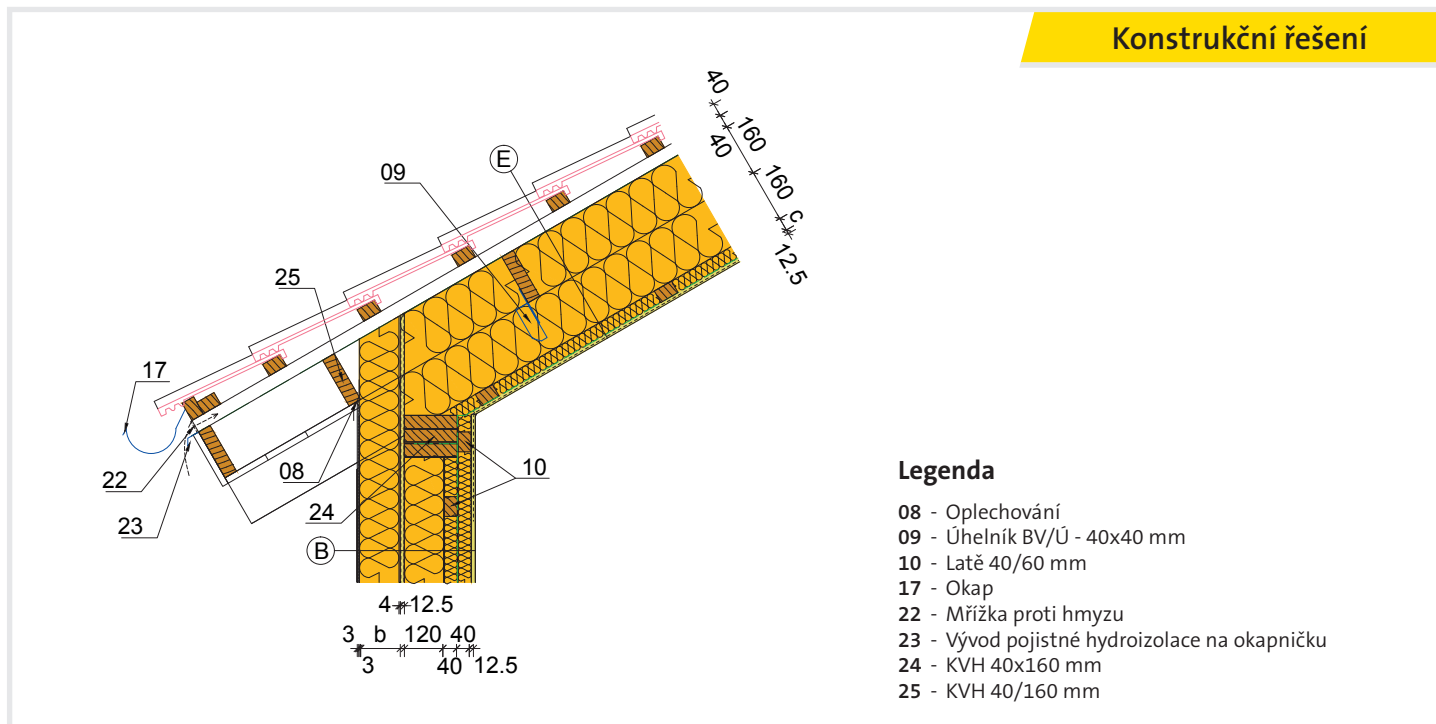 Konstrukční řešení
40
160
40
160
c
12.5
E
09
25
17
22
23
08
24
B
10
4 12.5
3 b 120 40
3 40 12.5
Legenda
08 - Oplechování
09 - Úhelník BV/Ú - 40x40 mm
10 - Latě 40/60 mm
17 - Okap
22 - Mřížka proti hmyzu
23 - Vývod pojistné hydroizolace na okapničku
24 - KVH 40x160 mm
25 - KVH 40/160 mm